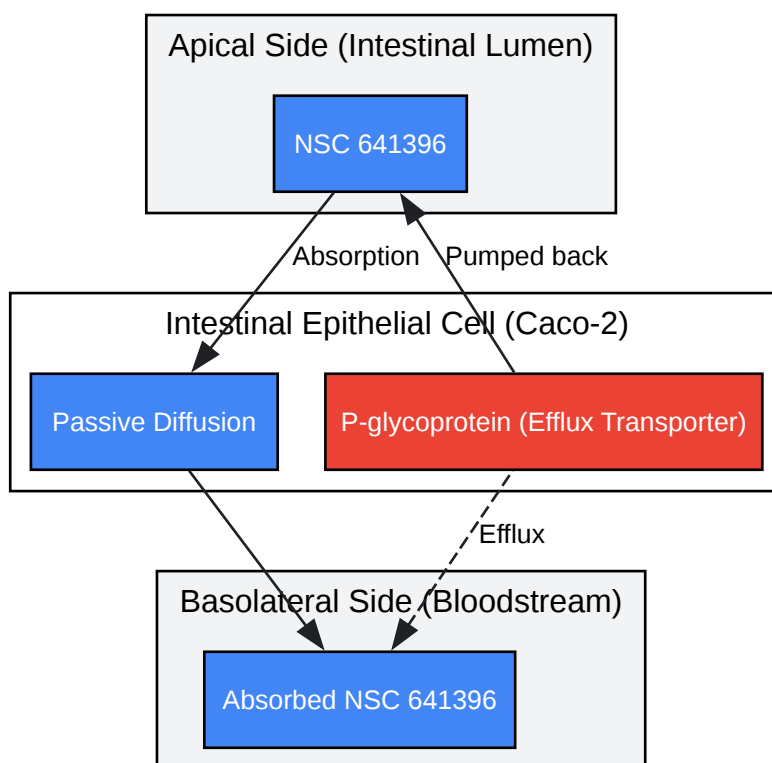 Apical Side (Intestinal Lumen)
NSC 641396
Absorption
Pumped back
Intestinal Epithelial Cell (Caco-2)
Passive Diffusion
P-glycoprotein (Efflux Transporter)
Efflux
Basolateral Side (Bloodstream)
Absorbed NSC 641396